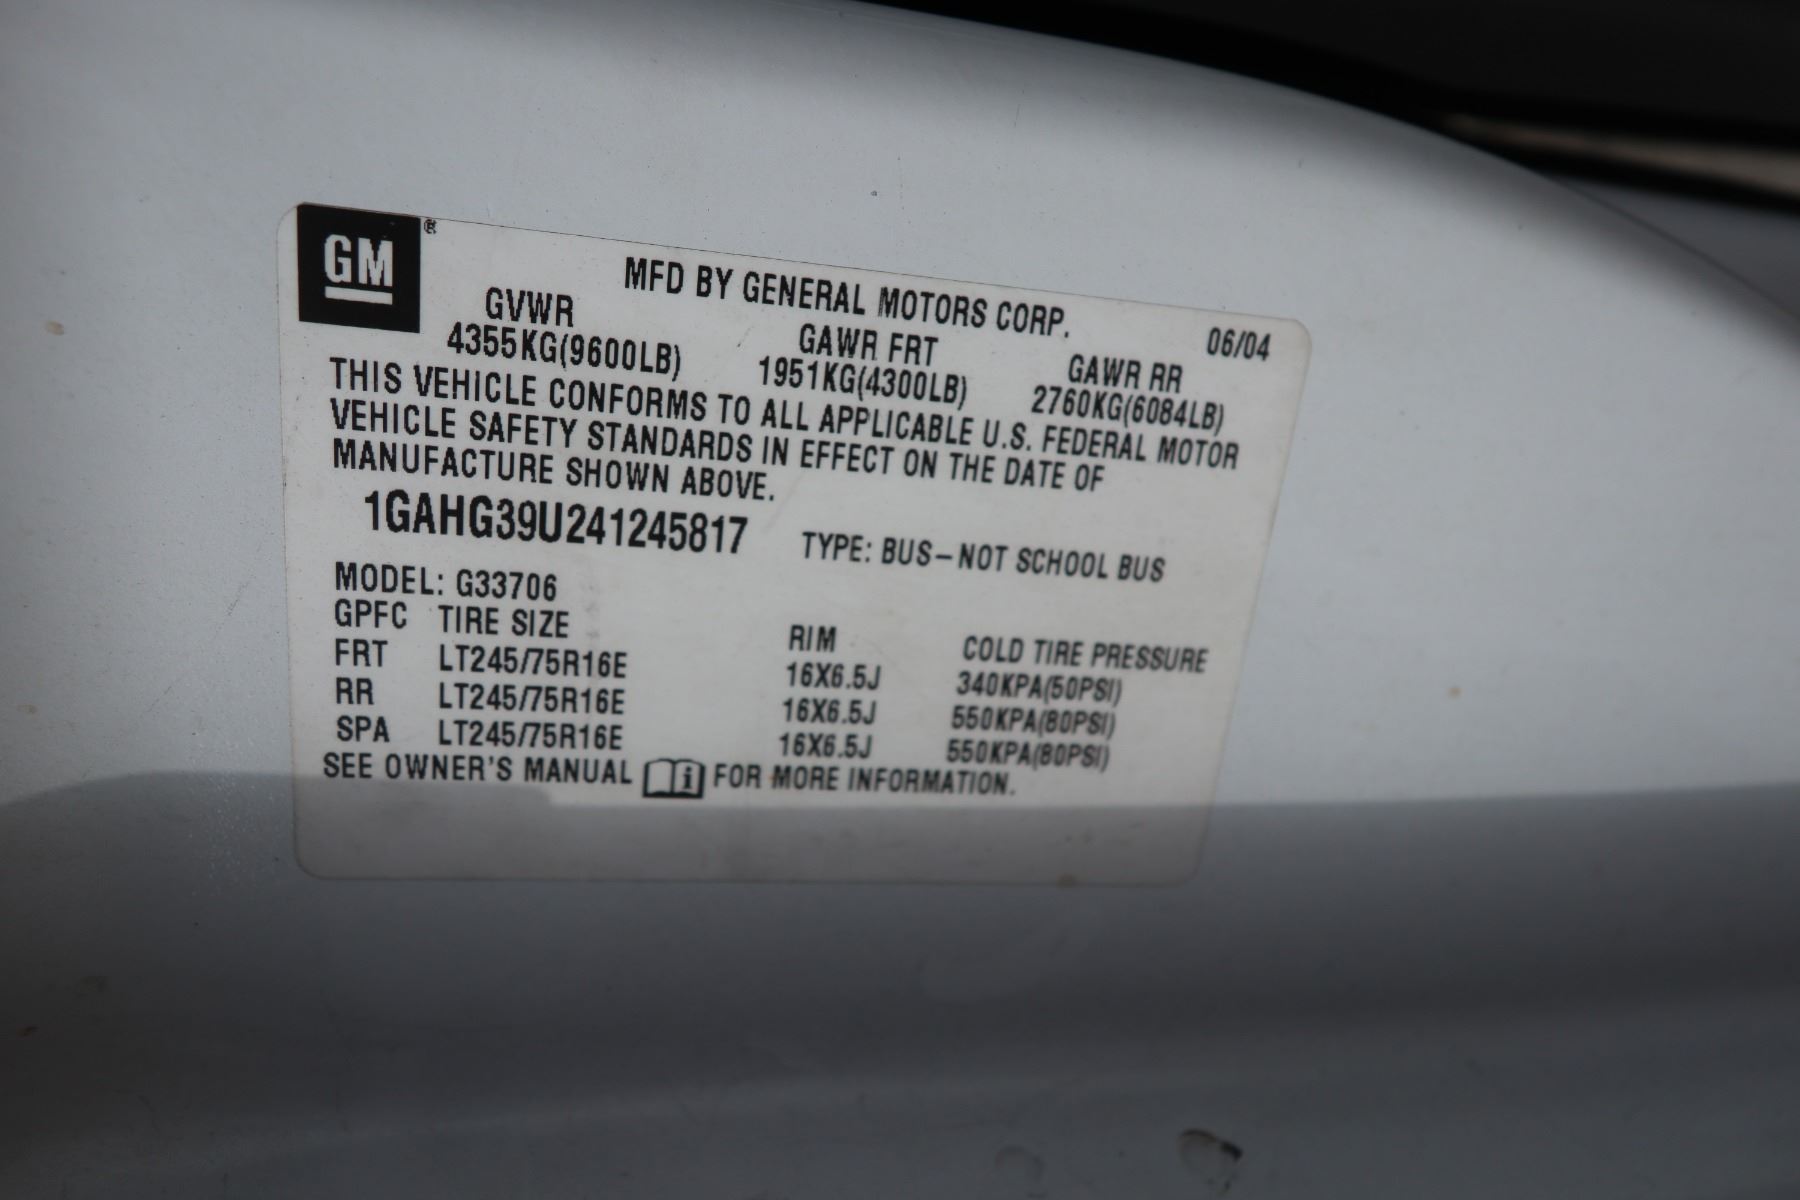 GM ®
MFD BY GENERAL MOTORS CORP. 06/04
GVWR GAWR FRT GAWR RR
4355KG(9600LB) 1951KG(4300LB) 2760KG(6084LB)
THIS VEHICLE CONFORMS TO ALL APPLICABLE U.S. FEDERAL MOTOR
VEHICLE SAFETY STANDARDS IN EFFECT ON THE DATE OF
MANUFACTURE SHOWN ABOVE.
1GAHG39U241245817 TYPE: BUS-NOT SCHOOL BUS
MODEL: G33706
GPFC TIRE SIZE RIM COLD TIRE PRESSURE
FRT LT245/75R16E 16X6.5J 340KPA(50PSI)
RR LT245/75R16E 16X6.5J 550KPA(80PSI)
SPA LT245/75R16E 16X6.5J 550KPA(80PSI)
SEE OWNER'S MANUAL i FOR MORE INFORMATION.